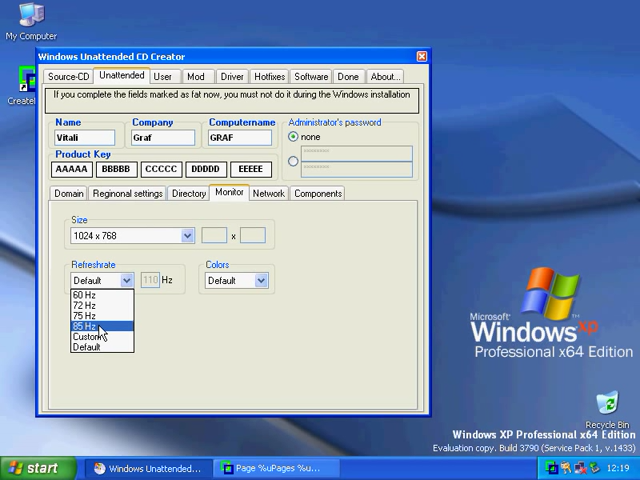 My Computer
Windows Unattended CD Creator
Source-CD Unattended User Mod Driver Hotfixes Software Done About...
If you complete the fields marked as fat now, you must not do it during the Windows installation
Name Company Computername Administrator's password
Vitali Graf GRAF none
Product Key
AAAAA BBBBB CCCCC DDDDD EEEEE
Domain Reginonal settings Directory Monitor Network Components
Size
1024 x 768 x
Refreshrate Colors
Default 110 Hz Default
60 Hz
72 Hz
75 Hz
85 Hz
Custom
Default
Microsoft
Windows xp
Professional x64 Edition
Recycle Bin
Windows XP Professional x64 Edition
Evaluation copy. Build 3790 (Service Pack 1, v.1433)
start Windows Unattended... Page %uPages %u... 12:19